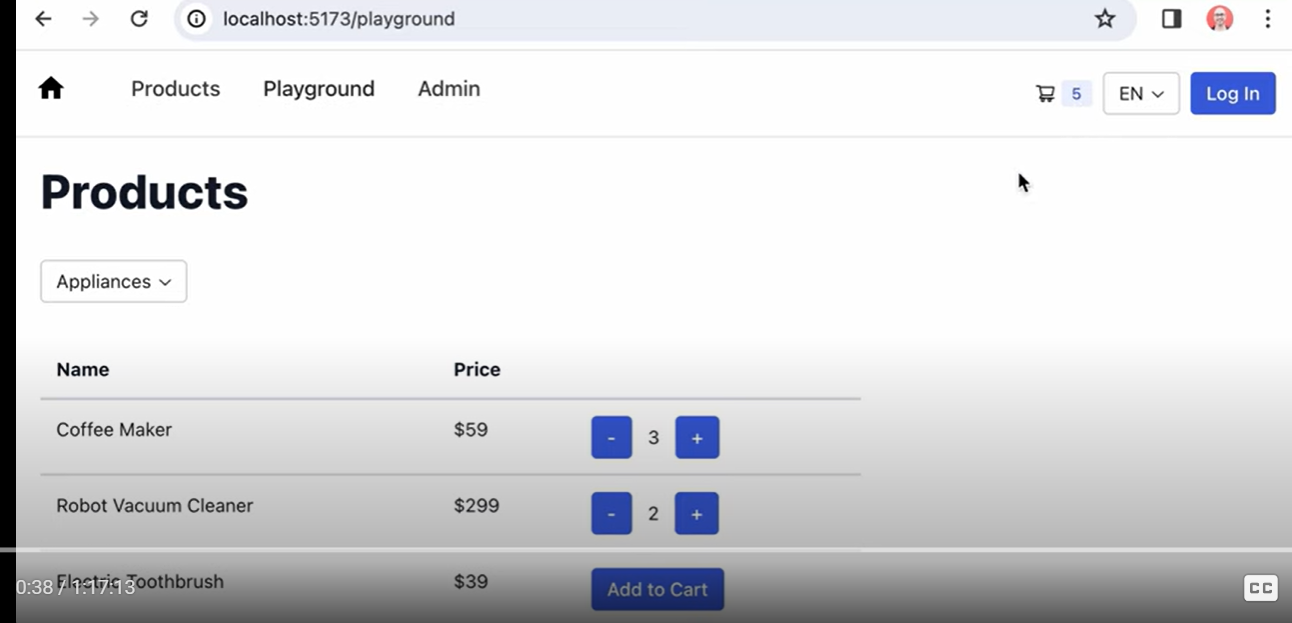 localhost:5173/playground
Products Playground Admin 5 EN Log In
Products
Appliances
Name Price
Coffee Maker $59 - 3 +
Robot Vacuum Cleaner $299 - 2 +
Electric Toothbrush $39 Add to Cart
0:38 / 1:17:13 CC